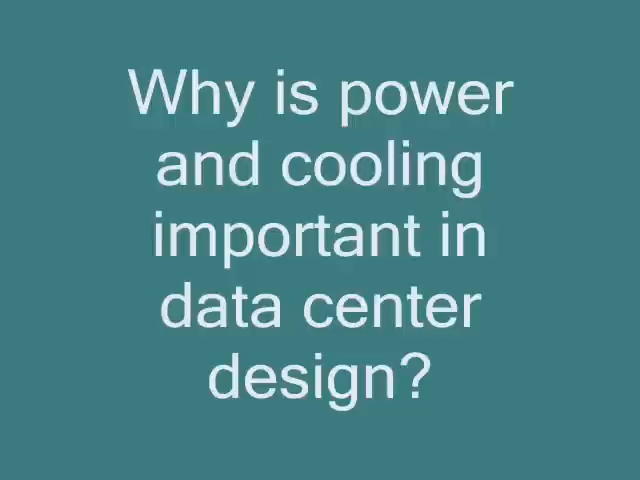 Why is power
and cooling
important in
data center
design?